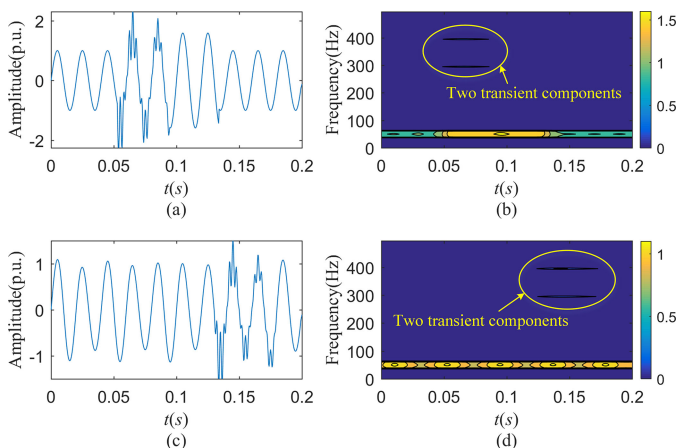 Amplitude(p.u.)
2
0
-2
0 0.05 0.1 0.15 0.2
t(s)
(a)
Frequency(Hz)
400
300
200
100
0
Two transient components
0 0.05 0.1 0.15 0.2
t(s)
(b)
1.5
1
0.5
0
Amplitude(p.u.)
1
0
-1
0 0.05 0.1 0.15 0.2
t(s)
(c)
Frequency(Hz)
400
300
200
100
0
Two transient components
0 0.05 0.1 0.15 0.2
t(s)
(d)
1
0.5
0